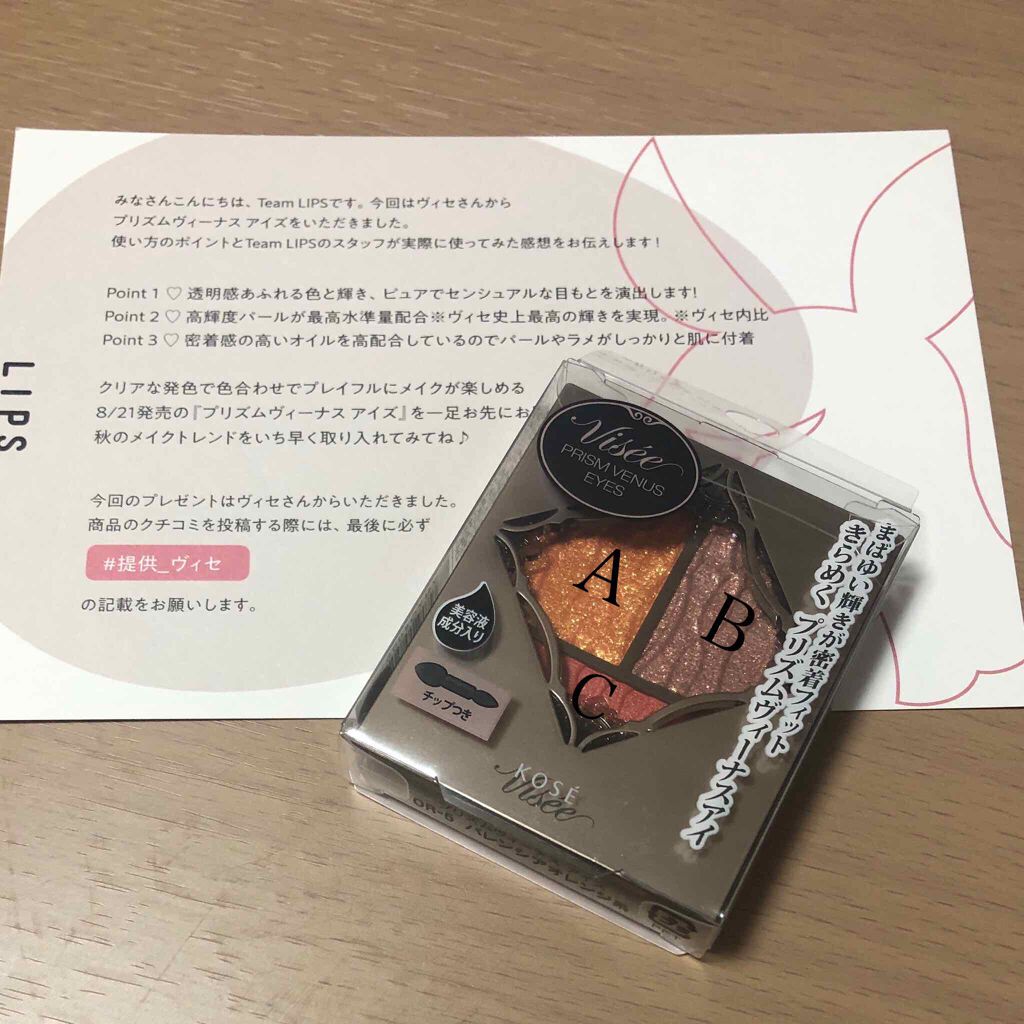 みなさんこんにちは、Team LIPSです。今回はヴィセさんから
プリズムヴィーナス アイズをいただきました。
使い方のポイントとTeam LIPSのスタッフが実際に使ってみた感想をお伝えします!
Point 1 ♡ 透明感あふれる色と輝き、ピュアでセンシュアルな目もとを演出します!
Point 2 ♡ 高輝度パールが最高水準量配合※ヴィセ史上最高の輝きを実現。※ヴィセ内比
Point 3 ♡ 密着感の高いオイルを高配合しているのでパールやラメがしっかりと肌に付着
クリアな発色で色合わせでプレイフルにメイクが楽しめる
8/21発売の『プリズムヴィーナス アイズ』を一足お先にお
秋のメイクトレンドをいち早く取り入れてみてね♪
今回のプレゼントはヴィセさんからいただきました。
商品のクチコミを投稿する際には、最後に必ず
#提供_ヴィセ
の記載をお願いします。
LIPS
Visée
PRISM VENUS
EYES
A
B
C
美容液
成分入り
チップつき
まばゆい輝きが密着フィット
きらめく プリズムヴィーナスアイ
KOSÉ
Visée
OR-5 バレンシアオレンジ系